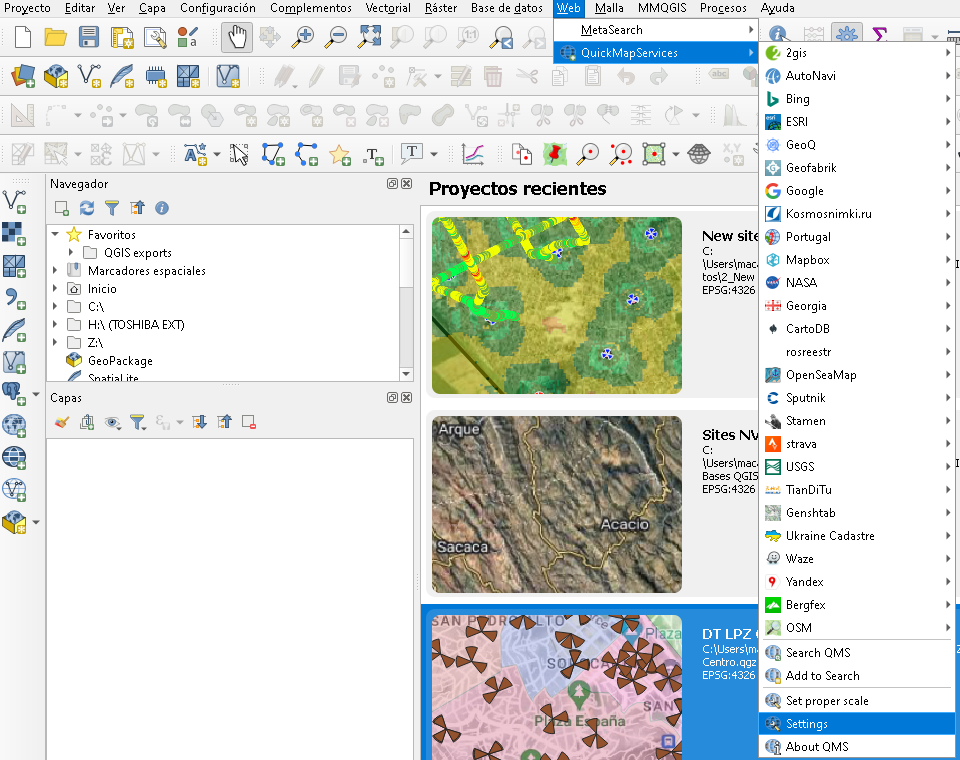 Proyecto Editar Ver Capa Configuración Complementos Vectorial Ráster Base de datos Web Malla MMQGIS Procesos Ayuda
MetaSearch
QuickMapServices
2gis
AutoNavi
Bing
ESRI
GeoQ
Geofabrik
Google
Kosmosnimki.ru
Portugal
Mapbox
NASA
Georgia
CartoDB
rosreestr
OpenSeaMap
Sputnik
Stamen
strava
USGS
TianDiTu
Genshtab
Ukraine Cadastre
Waze
Yandex
Bergfex
OSM
Search QMS
Add to Search
Set proper scale
Settings
About QMS
Navegador
Favoritos
QGIS exports
Marcadores espaciales
Inicio
C:\
H:\ (TOSHIBA EXT)
Z:\
GeoPackage
SpatiaLite
Capas
Proyectos recientes
New site
C:
\Users\mac
tos\2_New
EPSG:4326
Arque
Acacio
Sacaca
Sites NV
C:
\Users\mac
Bases QGIS
EPSG:4326
Plaza
Plaza España
SAN
DT LPZ
C:\Users\m
Centro.qgz
EPSG:4326